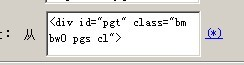 : 从 <div id="pgt" class="bm (*)
bw0 pgs cl">